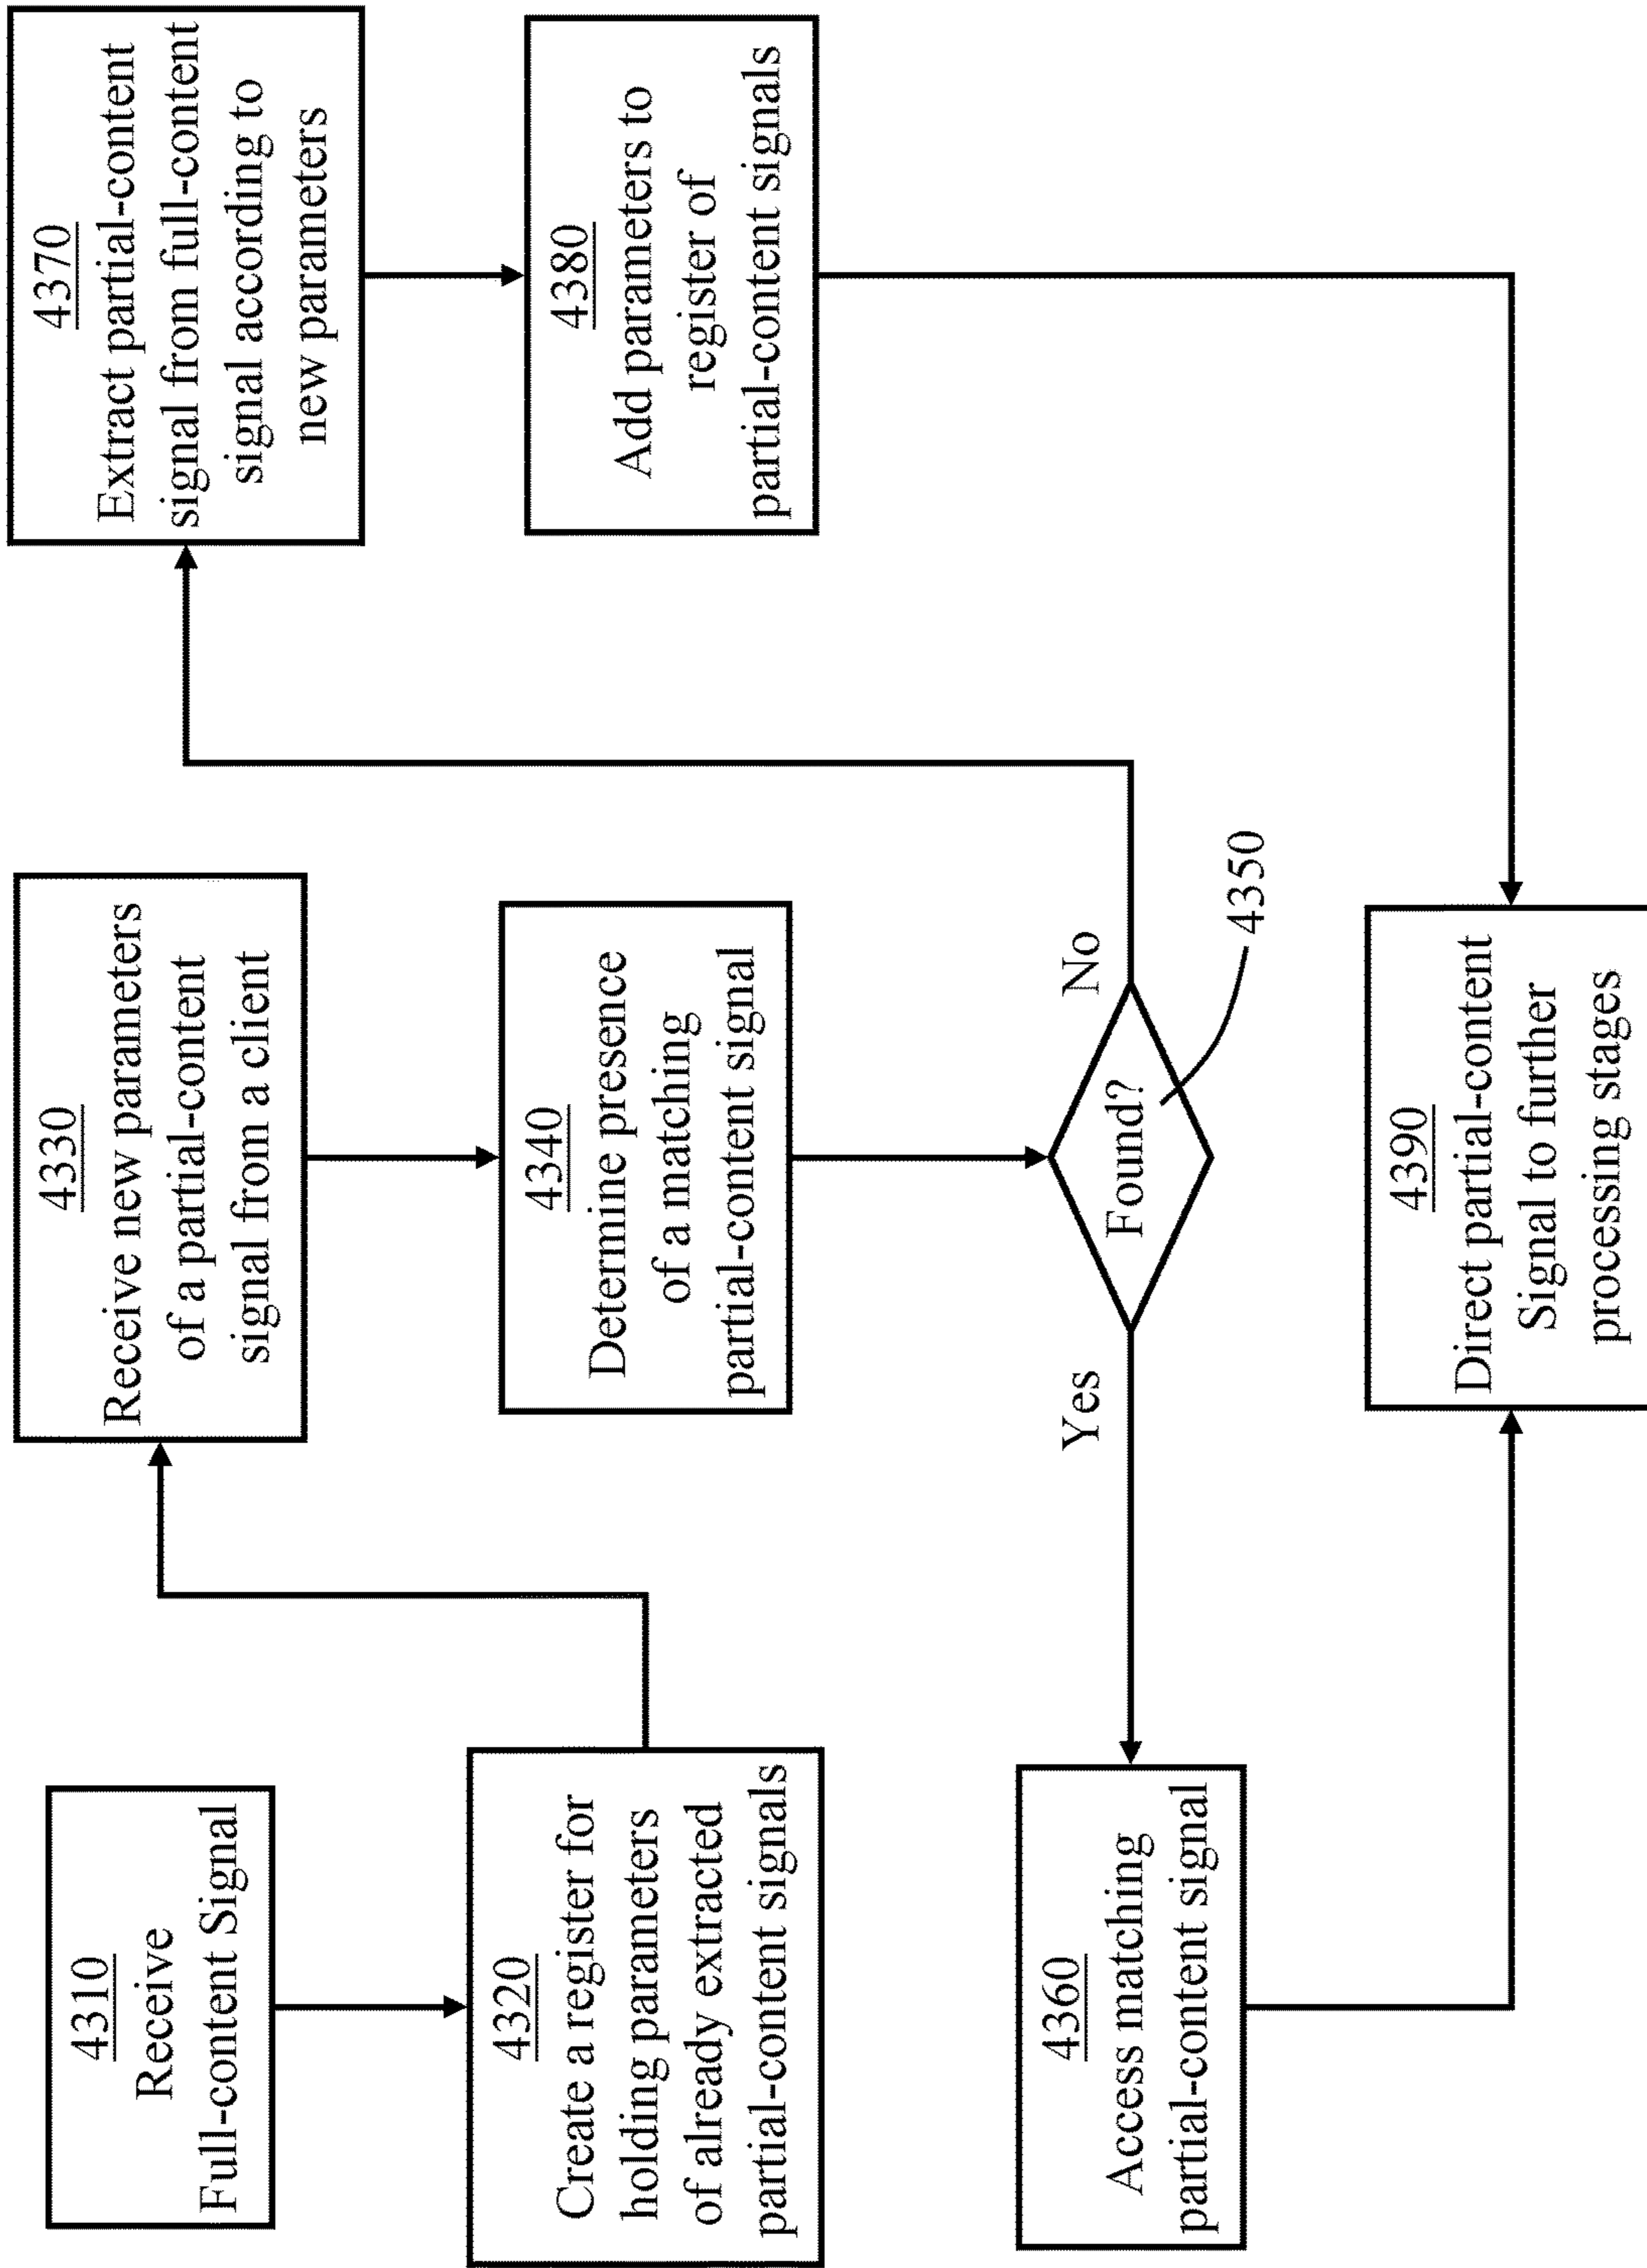 4310
Receive
Full-content Signal
4320
Create a register for
holding parameters
of already extracted
partial-content signals
4330
Receive new parameters
of a partial-content
signal from a client
4340
Determine presence
of a matching
partial-content signal
Found?
4350
Yes
No
4360
Access matching
partial-content signal
4370
Extract partial-content
signal from full-content
signal according to
new parameters
4380
Add parameters to
register of
partial-content signals
4390
Direct partial-content
Signal to further
processing stages